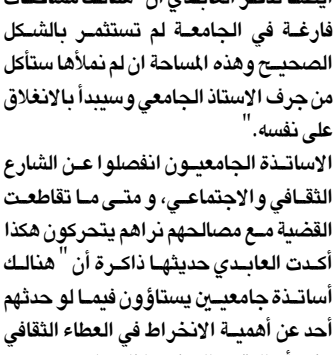 فارغة في الجامعة لم تستثمر بالشكل
الصحيح وهذه المساحة ان لم نملأها ستأكل
من جرف الاستاذ الجامعي وسيبدأ بالانغلاق
على نفسه."
الاساتذة الجامعيون انفصلوا عن الشارع
الثقافي والاجتماعي، و متى ما تقاطعت
القضية مع مصالحهم نراهم يتحركون هكذا
أكدت العابدي حديثها ذاكرة أن " هنالك
أساتذة جامعيين يستاؤون فيما لو حدثهم
أحد عن أهمية الانخراط في العطاء الثقافي